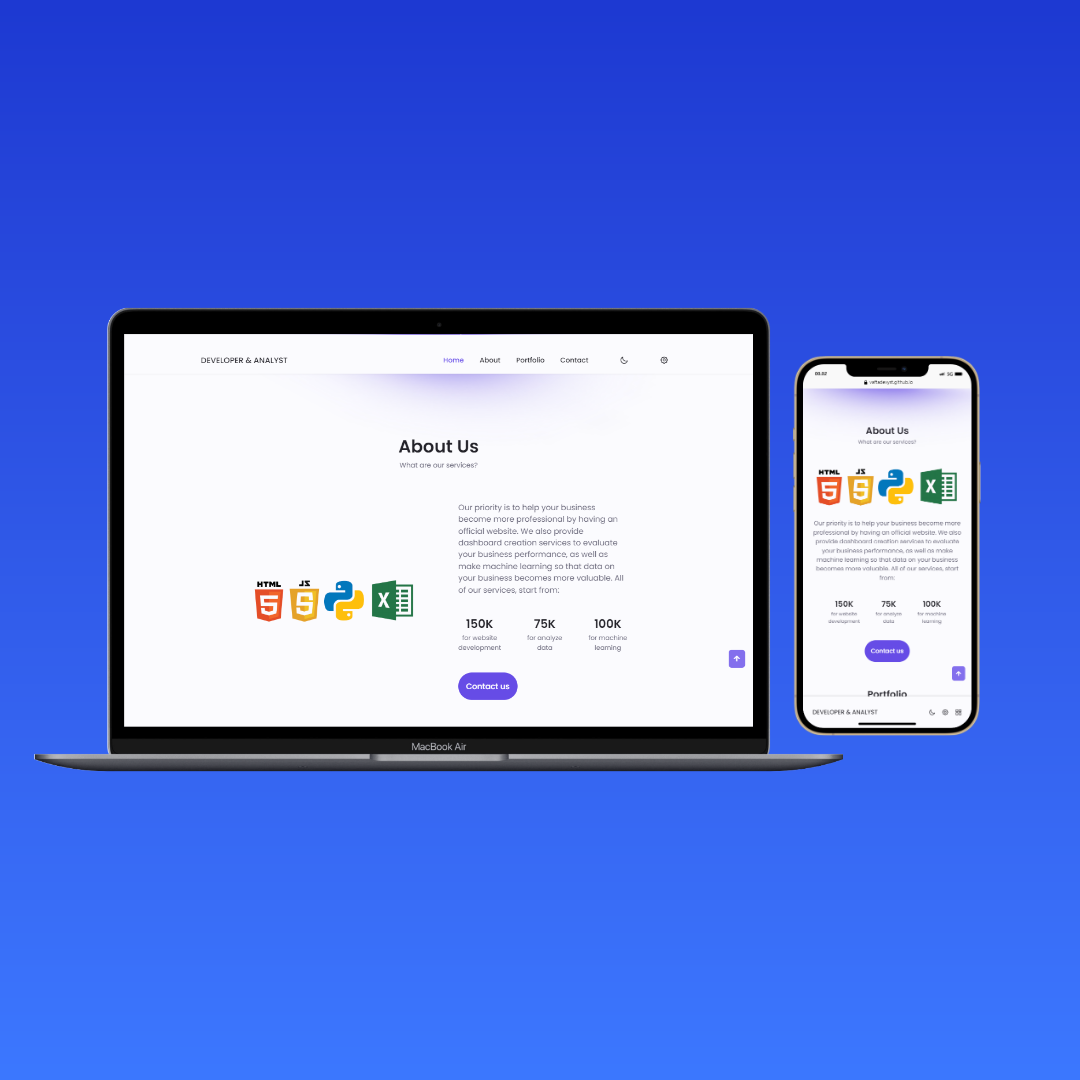 DEVELOPER & ANALYST
Home About Portfolio Contact
About Us
What are our services?
Our priority is to help your business
become more professional by having an
official website. We also provide
dashboard creation services to evaluate
your business performance, as well as
make machine learning so that data on
your business becomes more valuable. All
of our services, start from:
HTML JS
5 5 X
150K 75K 100K
for website for analyze for machine
development data learning
Contact us
MacBook Air
About Us
What are our services?
HTML JS
5 5 X
Our priority is to help your business become more
professional by having an official website. We also
provide dashboard creation services to evaluate
your business performance, as well as make
machine learning so that data on your business
becomes more valuable. All of our services, start
from:
150K 75K 100K
for website for analyze for machine
development data learning
Contact us
Portfolio
DEVELOPER & ANALYST